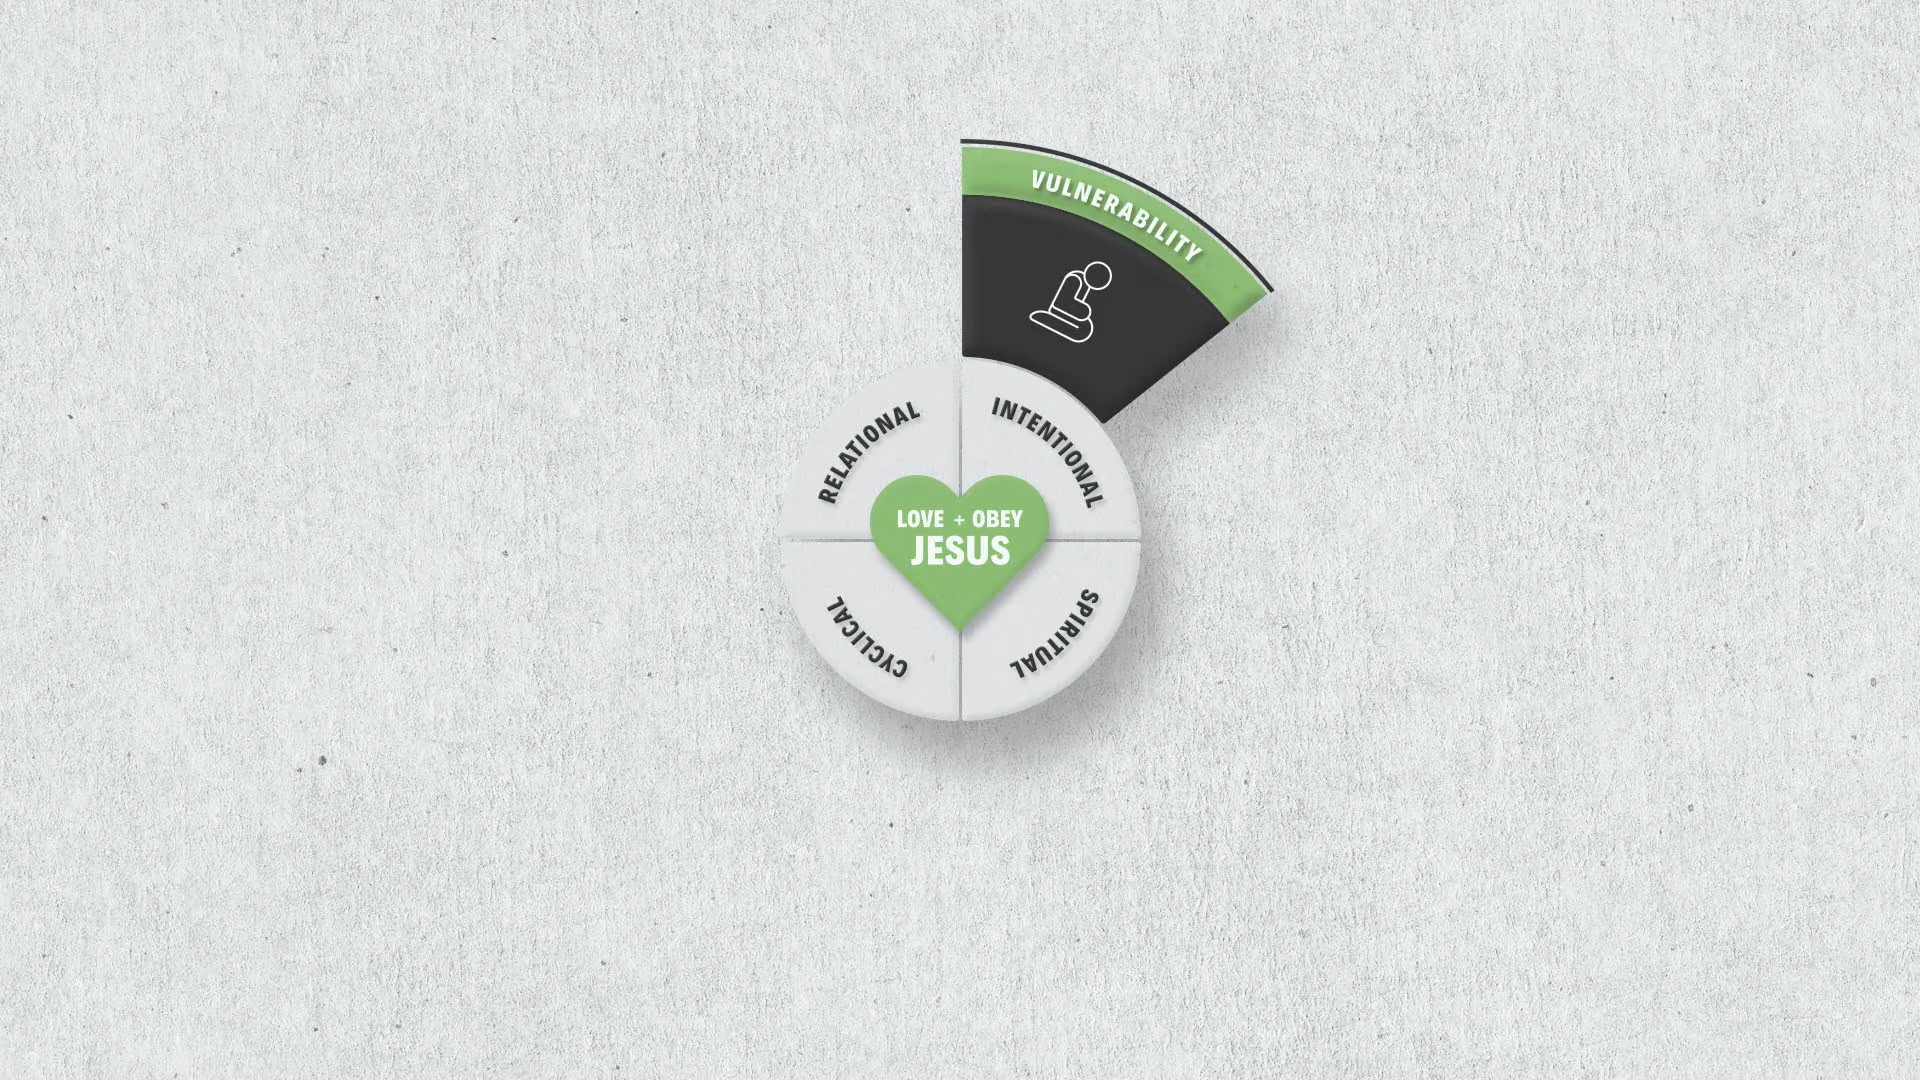 VULNERABILITY
RELATIONAL
INTENTIONAL
LOVE + OBEY
JESUS
CYCLICAL
SPIRITUAL